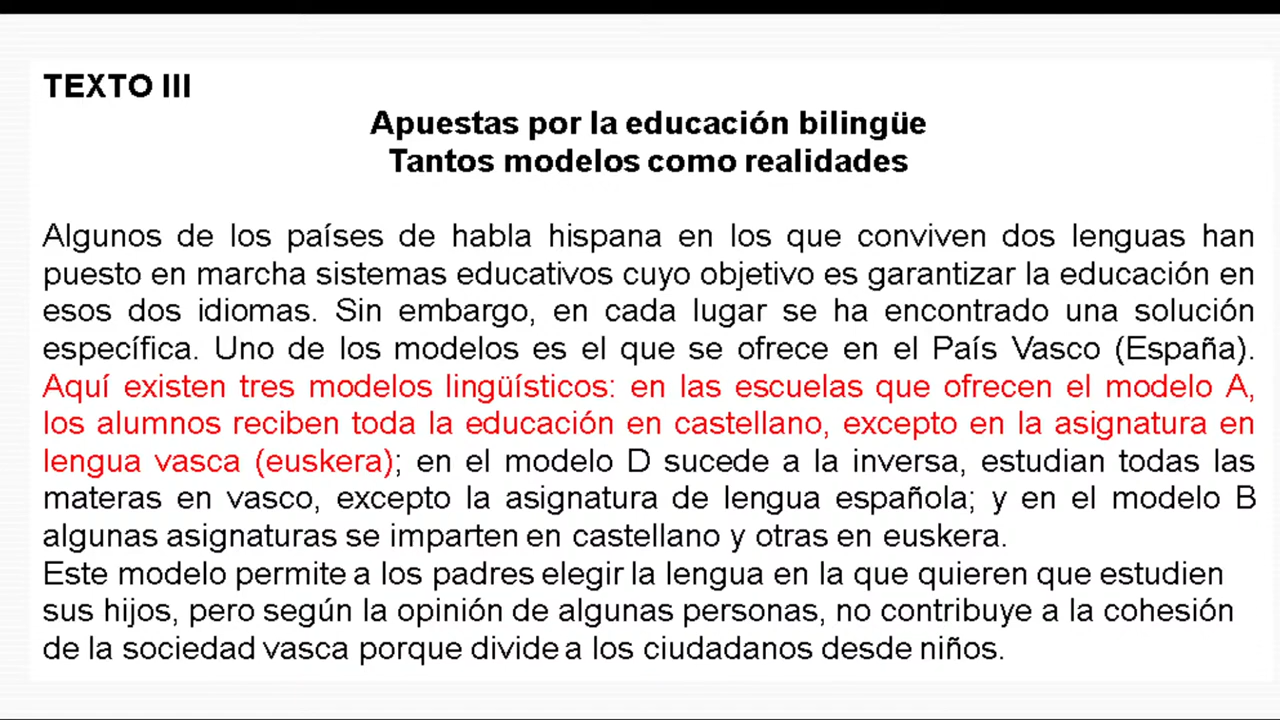 TEXTO III
Apuestas por la educación bilingüe
Tantos modelos como realidades
Algunos de los países de habla hispana en los que conviven dos lenguas han
puesto en marcha sistemas educativos cuyo objetivo es garantizar la educación en
esos dos idiomas. Sin embargo, en cada lugar se ha encontrado una solución
específica. Uno de los modelos es el que se ofrece en el País Vasco (España).
Aquí existen tres modelos lingüísticos: en las escuelas que ofrecen el modelo A,
los alumnos reciben toda la educación en castellano, excepto en la asignatura en
lengua vasca (euskera); en el modelo D sucede a la inversa, estudian todas las
materas en vasco, excepto la asignatura de lengua española; y en el modelo B
algunas asignaturas se imparten en castellano y otras en euskera.
Este modelo permite a los padres elegir la lengua en la que quieren que estudien
sus hijos, pero según la opinión de algunas personas, no contribuye a la cohesión
de la sociedad vasca porque divide a los ciudadanos desde niños.